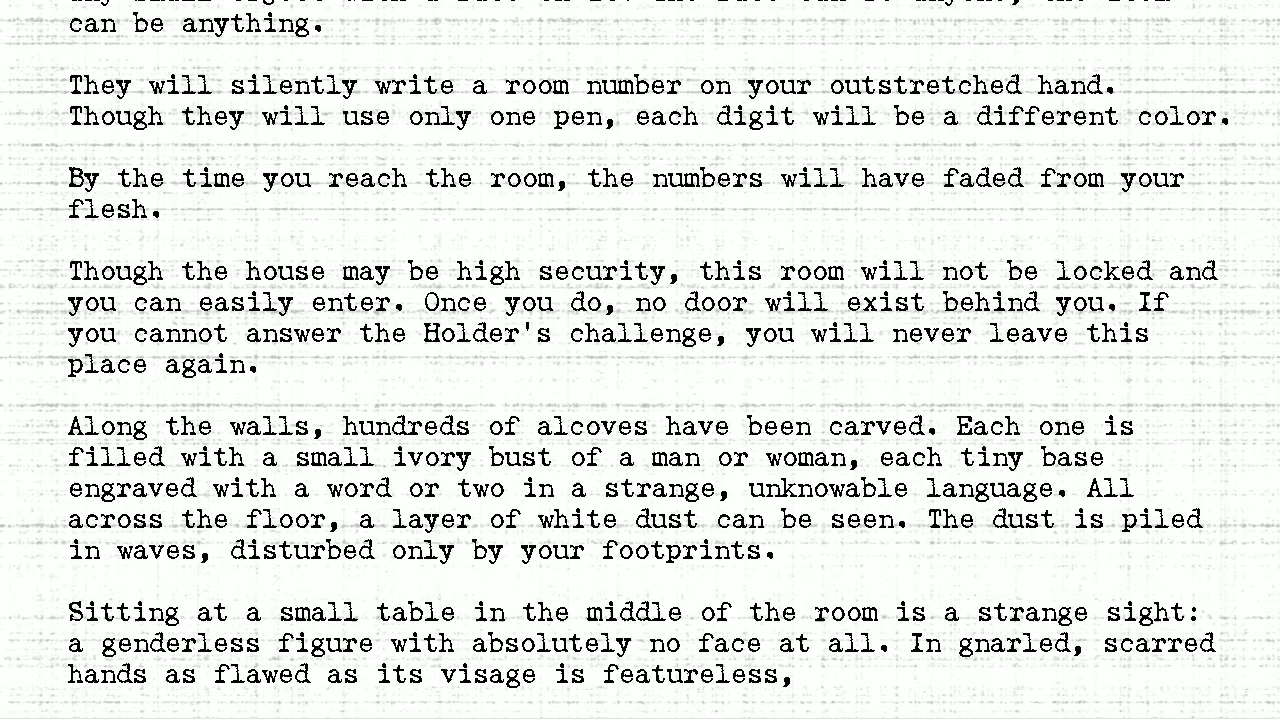 can be anything.
They will silently write a room number on your outstretched hand.
Though they will use only one pen, each digit will be a different color.
By the time you reach the room, the numbers will have faded from your
flesh.
Though the house may be high security, this room will not be locked and
you can easily enter. Once you do, no door will exist behind you. If
you cannot answer the Holder's challenge, you will never leave this
place again.
Along the walls, hundreds of alcoves have been carved. Each one is
filled with a small ivory bust of a man or woman, each tiny base
engraved with a word or two in a strange, unknowable language. All
across the floor, a layer of white dust can be seen. The dust is piled
in waves, disturbed only by your footprints.
Sitting at a small table in the middle of the room is a strange sight:
a genderless figure with absolutely no face at all. In gnarled, scarred
hands as flawed as its visage is featureless,